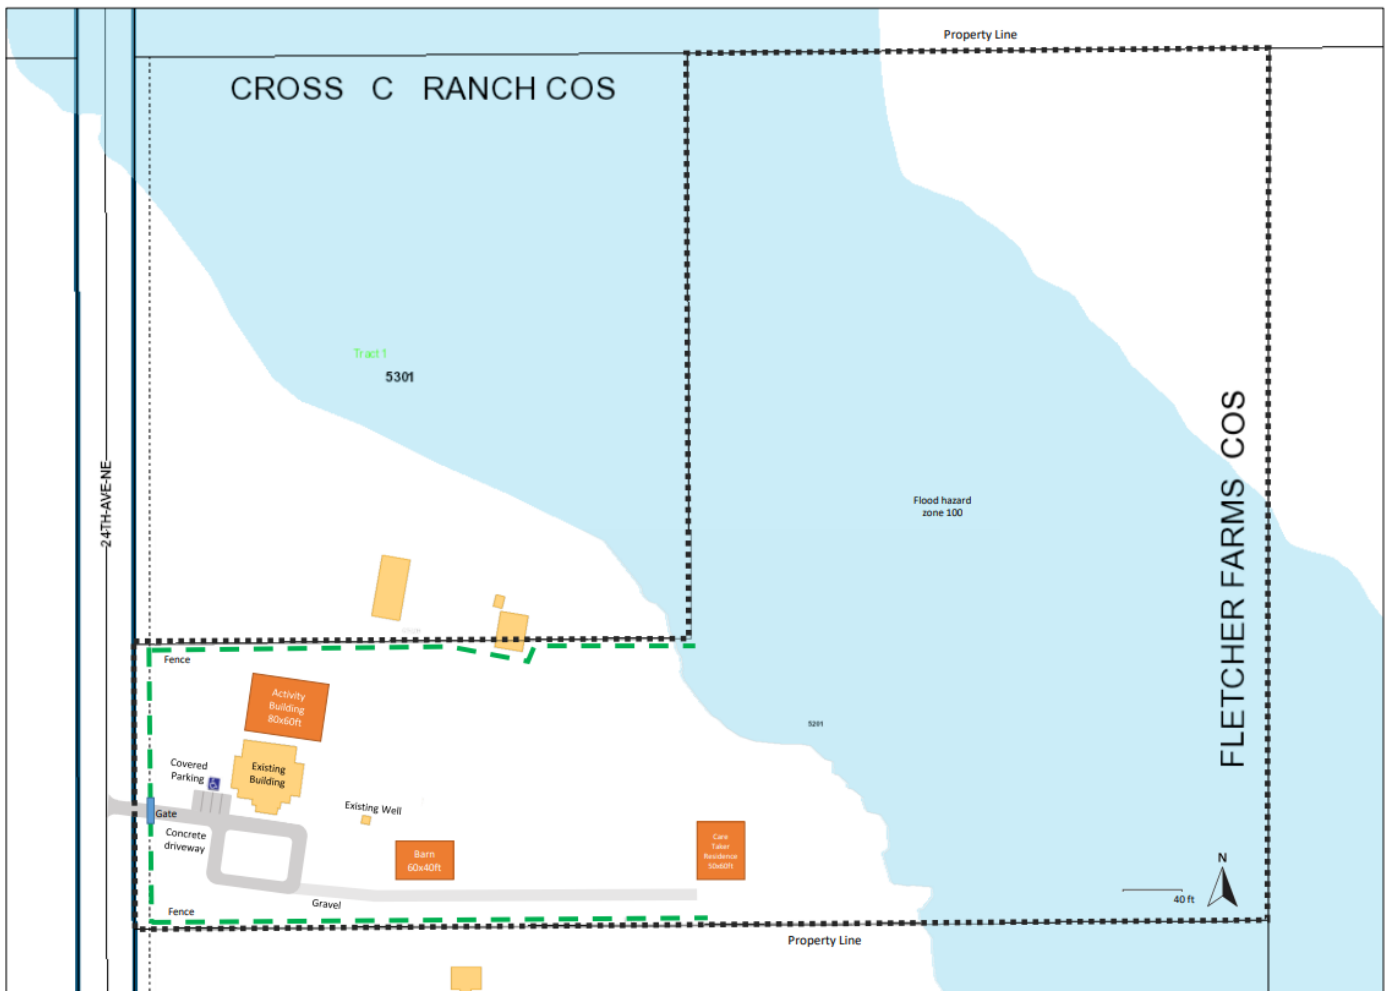 Property Line
CROSS C RANCH COS
Tract 1
5301
24TH-AVE-NE
Flood hazard
zone 100
FLETCHER FARMS COS
Fence
Activity
Building
80x60ft
5201
Covered
Parking
Existing
Building
Existing Well
Gate
Concrete
driveway
Barn
60x40ft
Care
Taker
Residence
50x60ft
N
40 ft
Gravel
Fence
Property Line